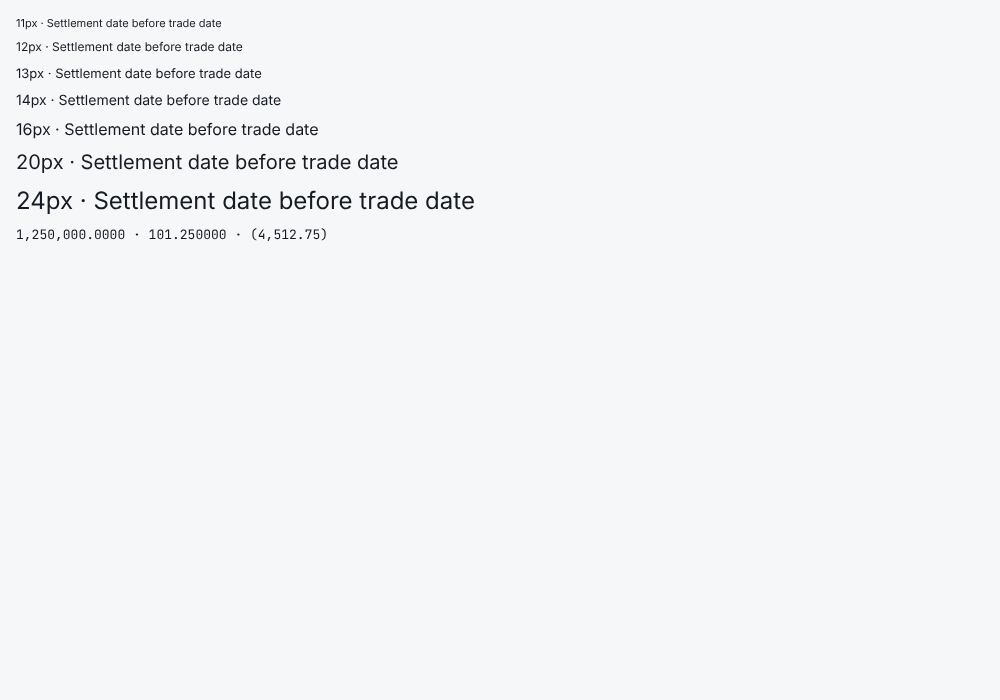 11px · Settlement date before trade date
12px · Settlement date before trade date
13px · Settlement date before trade date
14px · Settlement date before trade date
16px · Settlement date before trade date
20px · Settlement date before trade date
24px · Settlement date before trade date
1,250,000.0000 · 101.250000 · (4,512.75)